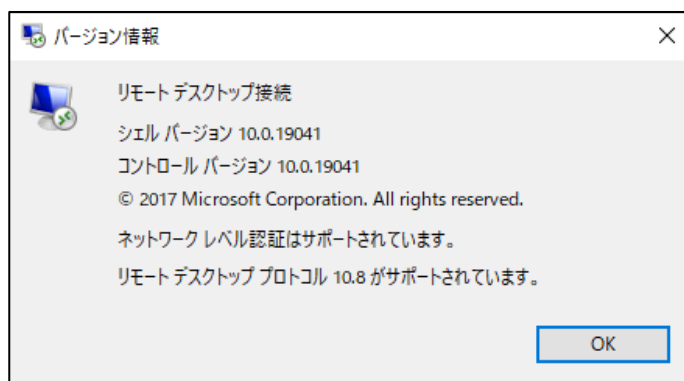 バージョン情報
リモート デスクトップ接続
シェル バージョン 10.0.19041
コントロール バージョン 10.0.19041
© 2017 Microsoft Corporation. All rights reserved.
ネットワーク レベル認証はサポートされています。
リモート デスクトップ プロトコル 10.8 がサポートされています。
OK